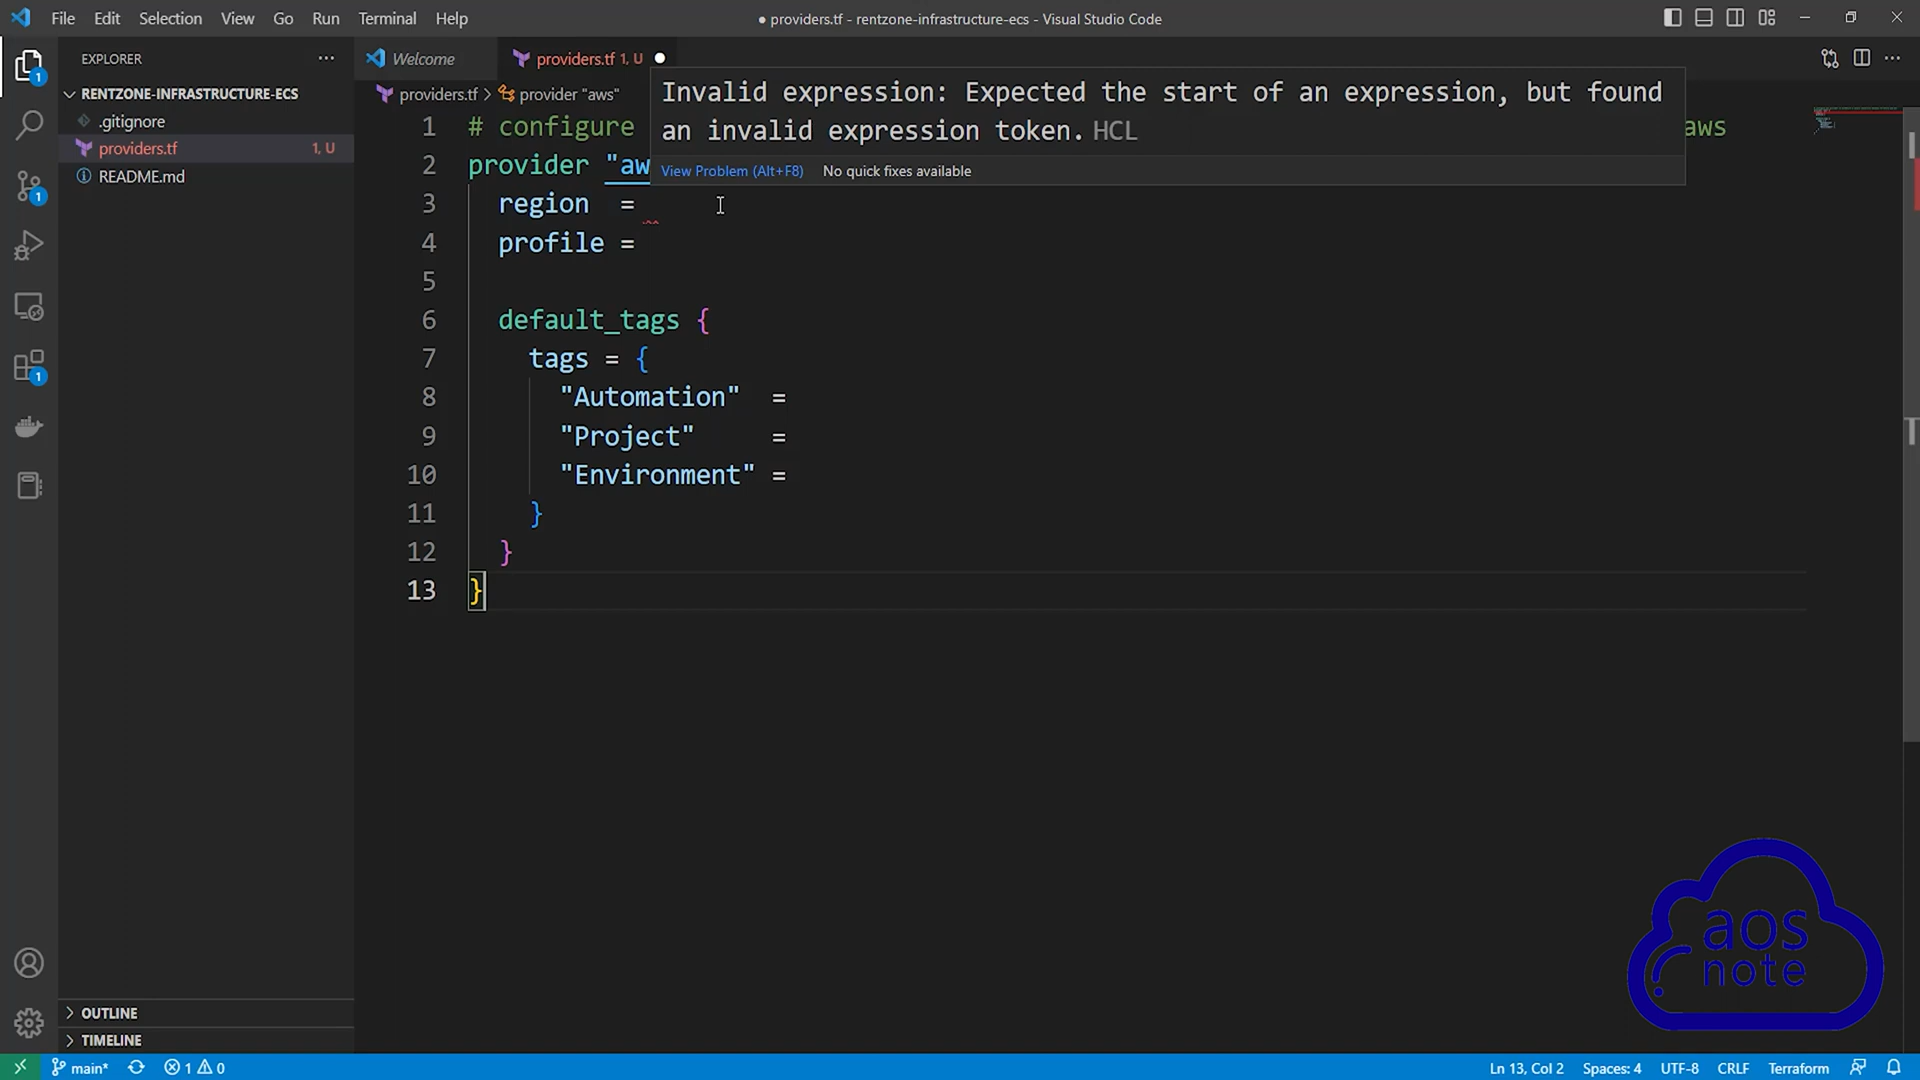 File Edit Selection View Go Run Terminal Help
● providers.tf - rentzone-infrastructure-ecs - Visual Studio Code
EXPLORER
RENTZONE-INFRASTRUCTURE-ECS
.gitignore
providers.tf 1, U
README.md
OUTLINE
TIMELINE
Welcome
providers.tf 1, U
providers.tf > provider "aws"
Invalid expression: Expected the start of an expression, but found
an invalid expression token. HCL
View Problem (Alt+F8) No quick fixes available
1 # configure aws
2 provider "aw
3 region =
4 profile =
5
6 default_tags {
7 tags = {
8 "Automation" =
9 "Project" =
10 "Environment" =
11 }
12 }
13 }
aos
note
main* 1 0
Ln 13, Col 2 Spaces: 4 UTF-8 CRLF Terraform